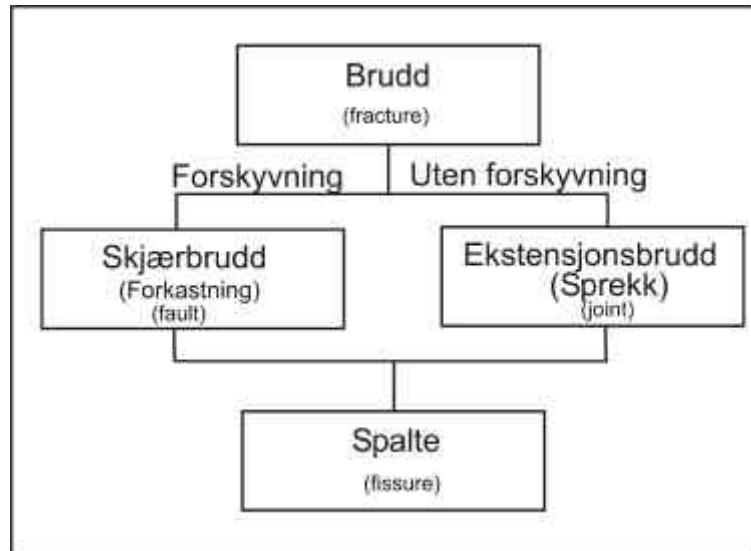 Brudd
(fracture)
Forskyvning
Uten forskyvning
Skjærbrudd
(Forkastning)
(fault)
Ekstensjonsbrudd
(Sprekk)
(joint)
Spalte
(fissure)